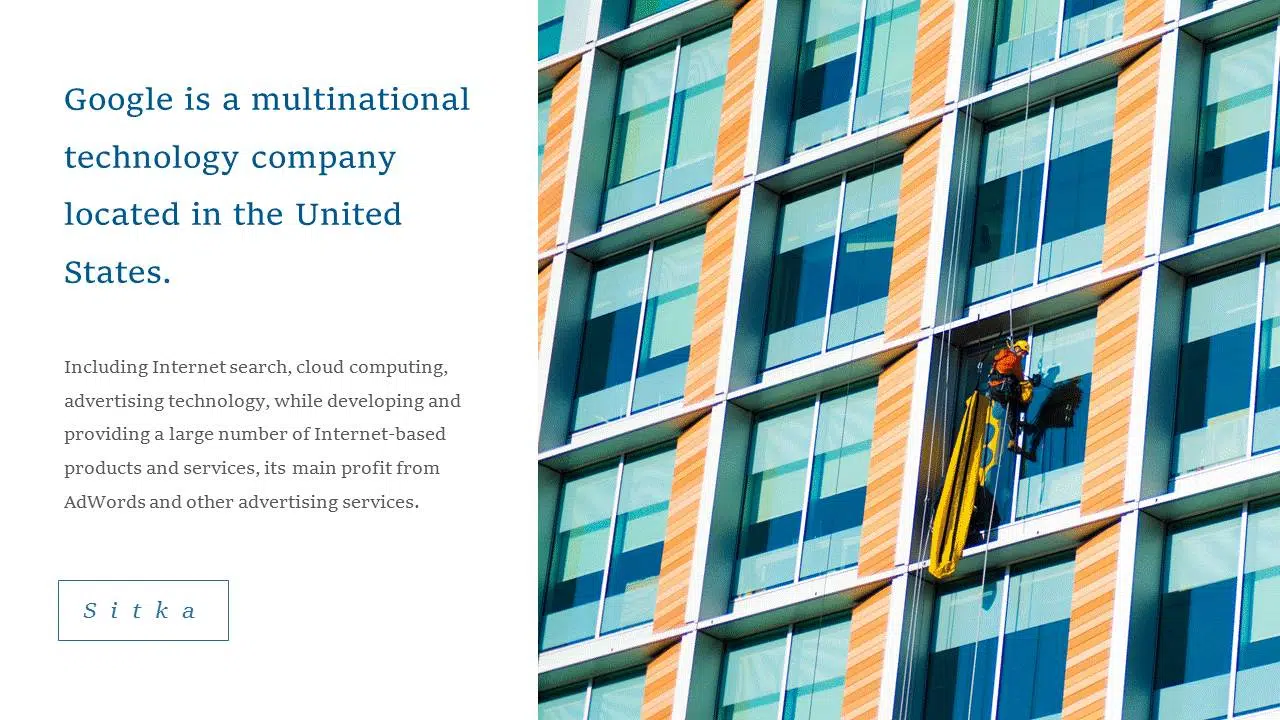 Google is a multinational
technology company
located in the United
States.
Including Internet search, cloud computing,
advertising technology, while developing and
providing a large number of Internet-based
products and services, its main profit from
AdWords and other advertising services.
Sitka